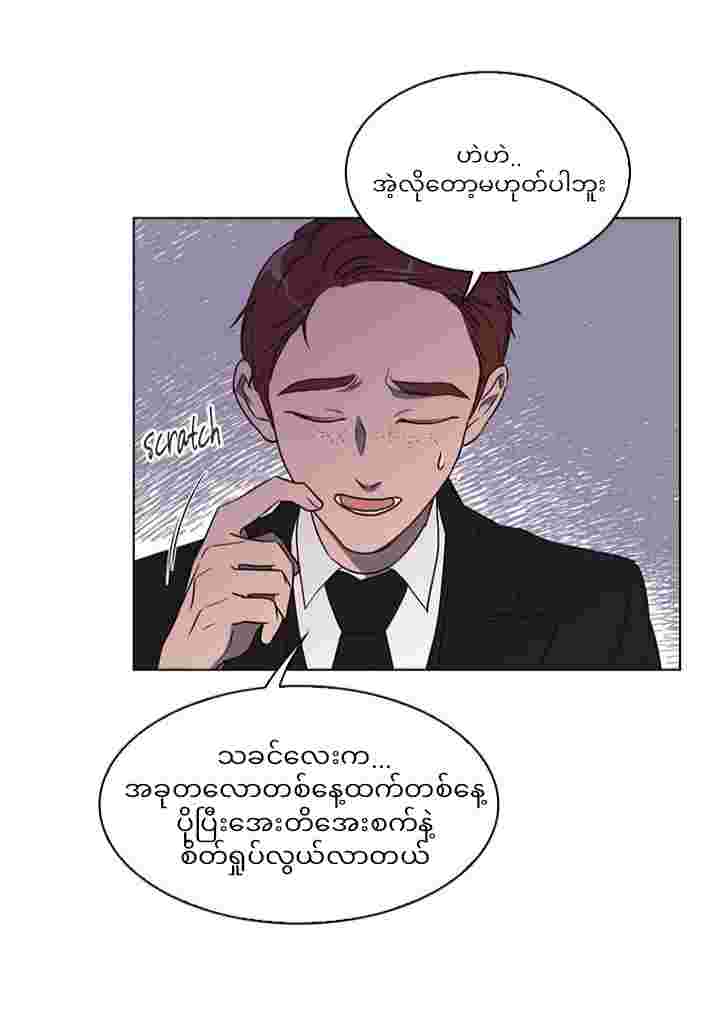 ဟဲဟဲ..
အဲ့လိုတော့မဟုတ်ပါဘူး
scratch
သခင်လေးက...
အခုတလောတစ်နေ့ထက်တစ်နေ့
ပိုပြီးအေးတိအေးစက်နဲ့
စိတ်ရှုပ်လွယ်လာတယ်